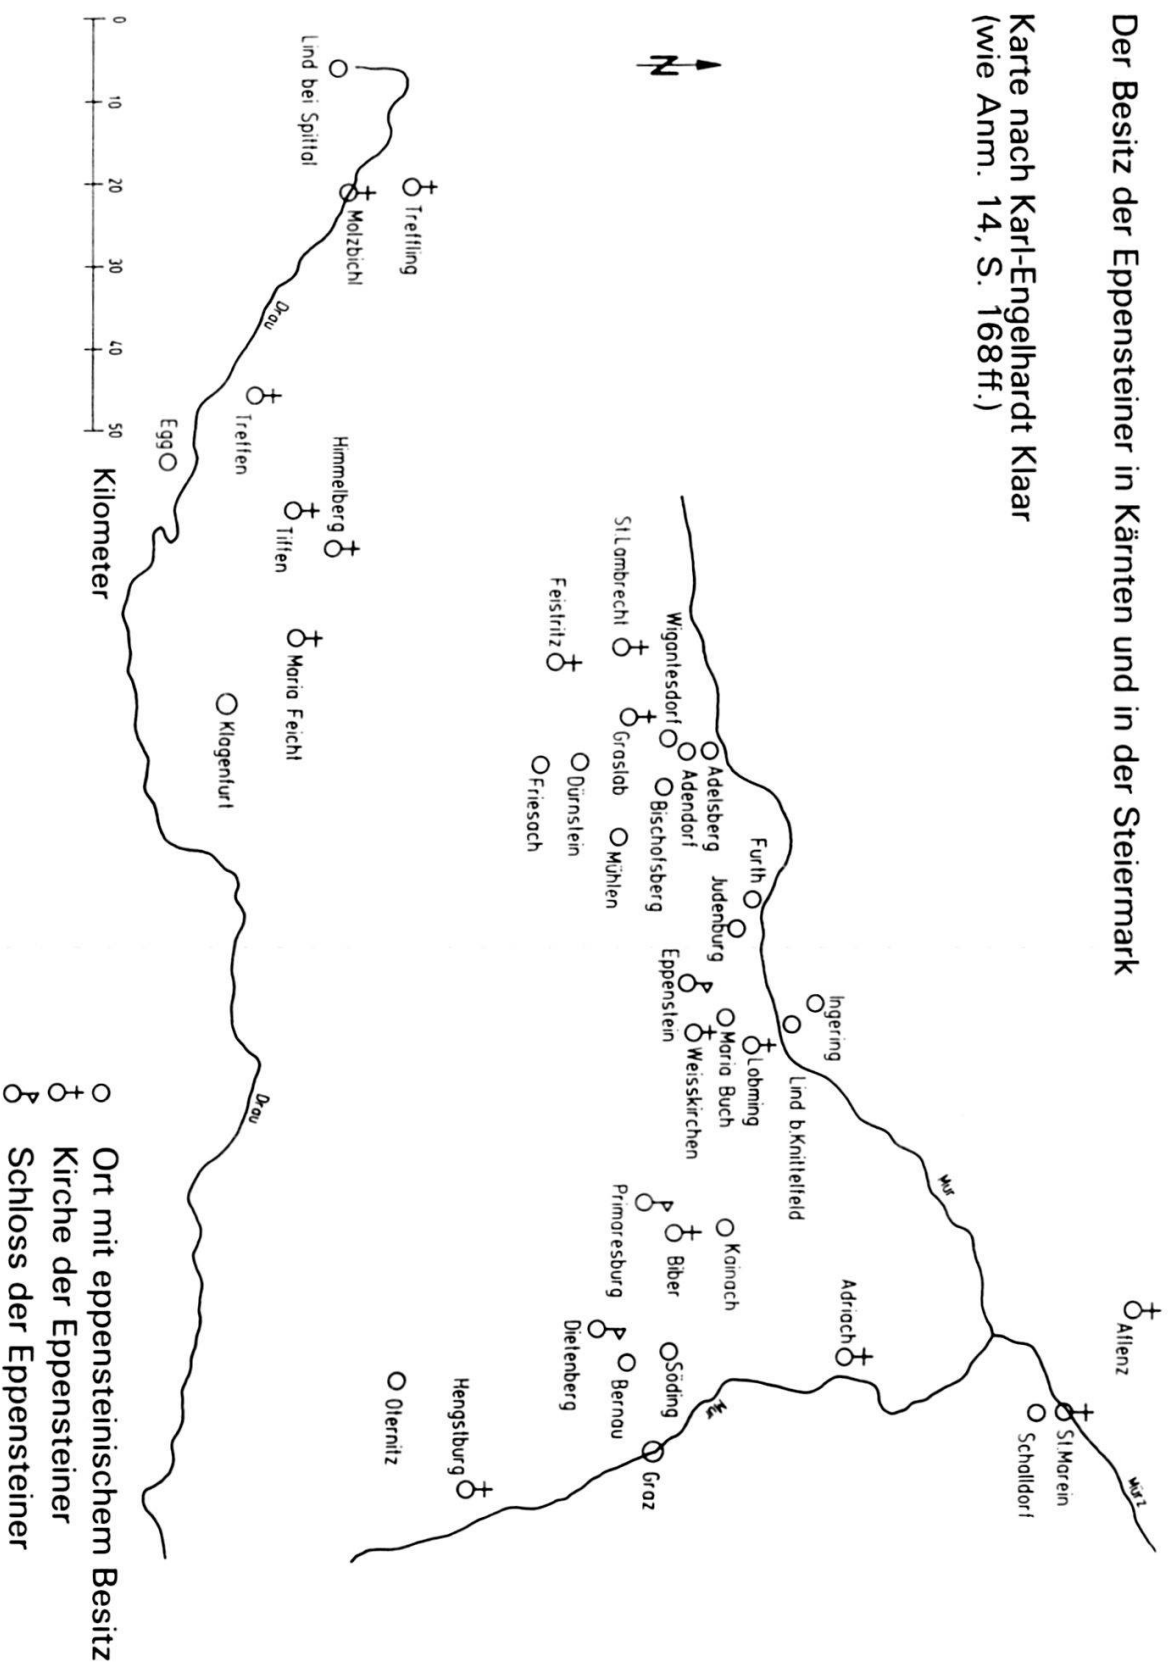 Der Besitz der Eppensteiner in Kärnten und in der Steiermark
Karte nach Karl-Engelhardt Klaar
(wie Anm. 14, S. 168ff.)
N
Aflenz
Mürz
St.Marein
Schalldorf
Mur
Adriach
Ingering
Lind b.Knittelfeld
Furth
Judenburg
Lobming
Maria Buch
Weisskirchen
Eppenstein
Adelsberg
Adendorf
Wigantesdorf
Bischofsberg
St.Lambrecht
Graslab
Mühlen
Feistritz
Dürnstein
Friesach
Kainach
Biber
Primaresburg
Söding
Mur
Graz
Bernau
Dietenberg
Hengstburg
Oternitz
Treffling
Lind bei Spittal
Molzbichl
Drau
Treffen
Himmelberg
Tiffen
Maria Feicht
Klagenfurt
Egg
Drau
0 10 20 30 40 50
Kilometer
Ort mit eppensteinischem Besitz
Kirche der Eppensteiner
Schloss der Eppensteiner